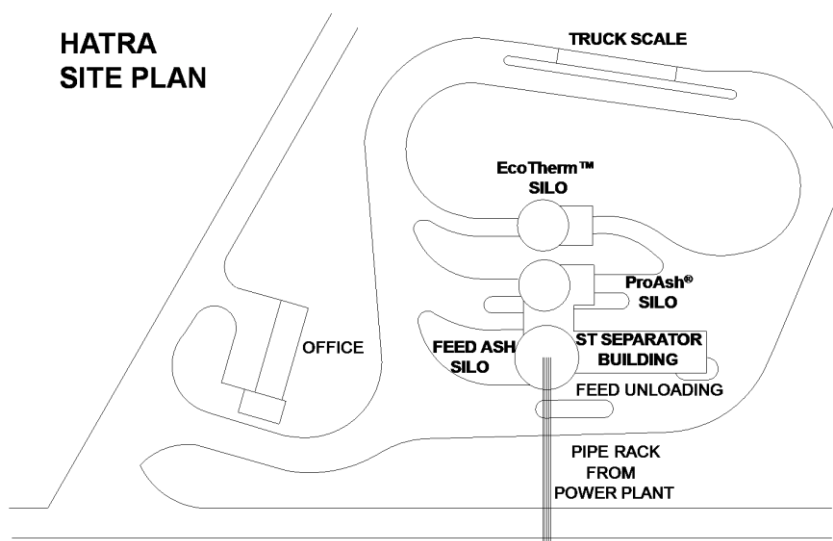 HATRA
SITE PLAN
TRUCK SCALE
EcoTherm™
SILO
ProAsh®
SILO
OFFICE
FEED ASH
SILO
ST SEPARATOR
BUILDING
FEED UNLOADING
PIPE RACK
FROM
POWER PLANT